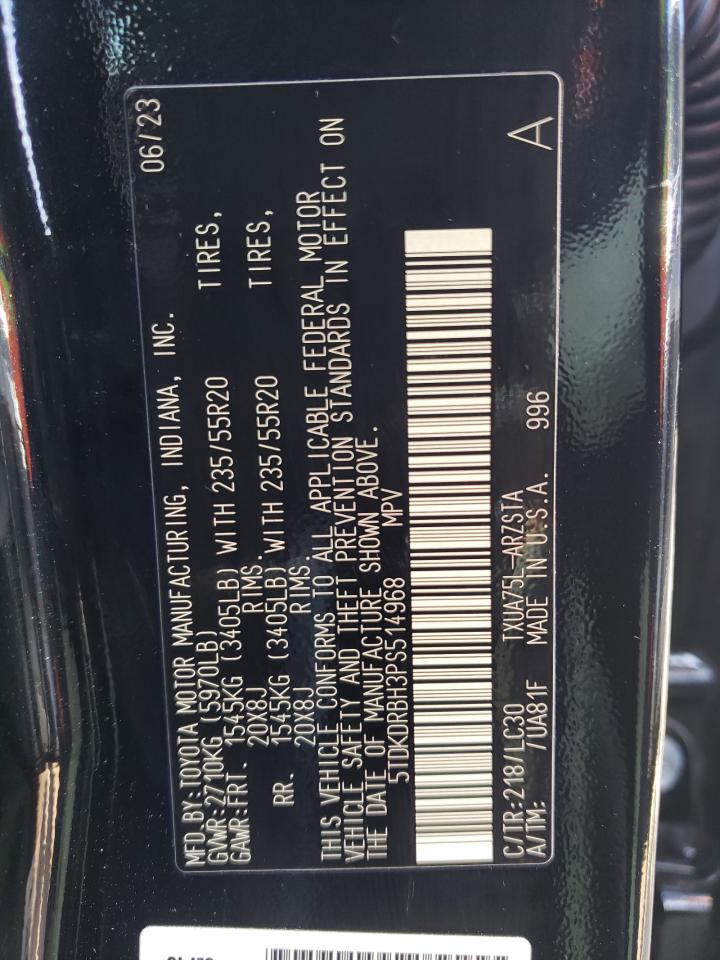 MFD.BY:TOYOTA MOTOR MANUFACTURING, INDIANA, INC. 06/23
GVWR:2710KG (5970LB)
GAWR:FRT. 1545KG (3405LB) WITH 235/55R20 TIRES,
20X8J RIMS.
RR. 1545KG (3405LB) WITH 235/55R20 TIRES,
20X8J RIMS
THIS VEHICLE CONFORMS TO ALL APPLICABLE FEDERAL MOTOR
VEHICLE SAFETY AND THEFT PREVENTION STANDARDS IN EFFECT ON
THE DATE OF MANUFACTURE SHOWN ABOVE.
5TDKDRBH3PS514968 MPV
C/TR:218/LC30 TXUA75L-ARZSTA A
A/TM: /UA81F MADE IN U.S.A. 996